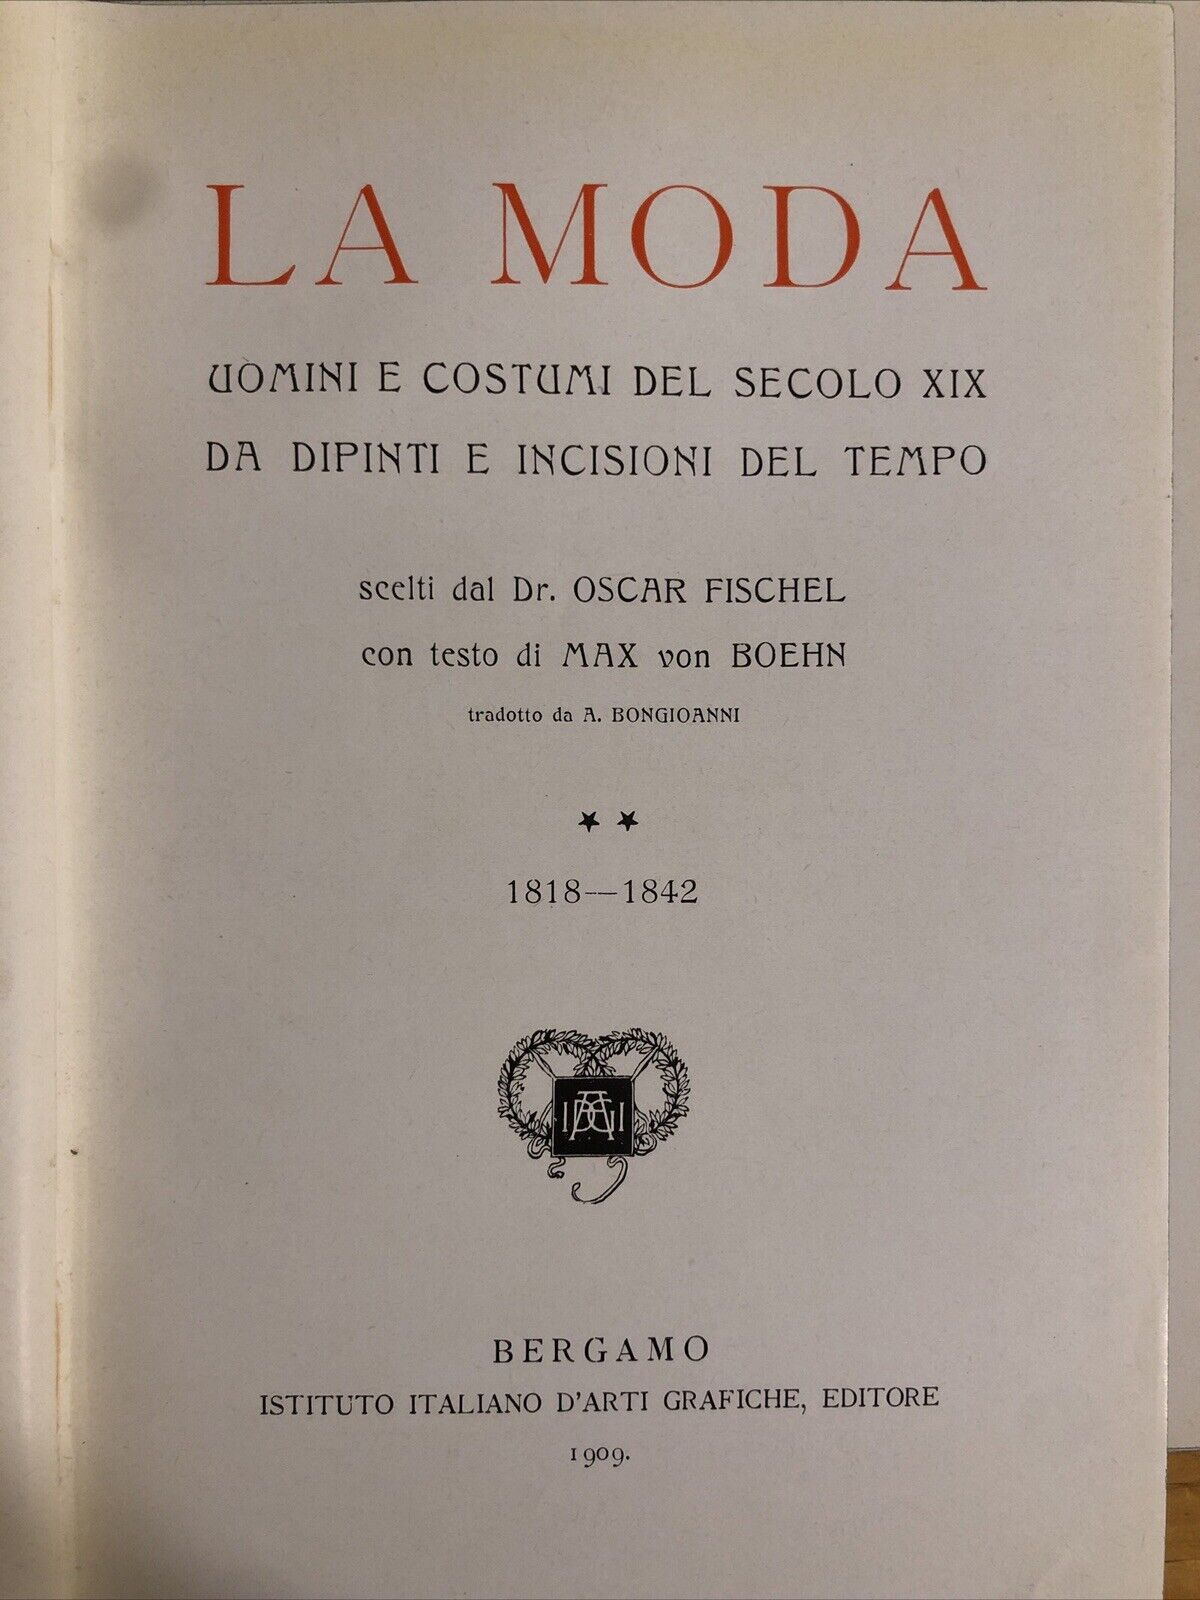 LA MODA
UOMINI E COSTUMI DEL SECOLO XIX
DA DIPINTI E INCISIONI DEL TEMPO
scelti dal Dr. OSCAR FISCHEL
con testo di MAX von BOEHN
tradotto da A. BONGIOANNI
★ ★
1818—1842
BERGAMO
ISTITUTO ITALIANO D'ARTI GRAFICHE, EDITORE
1909.